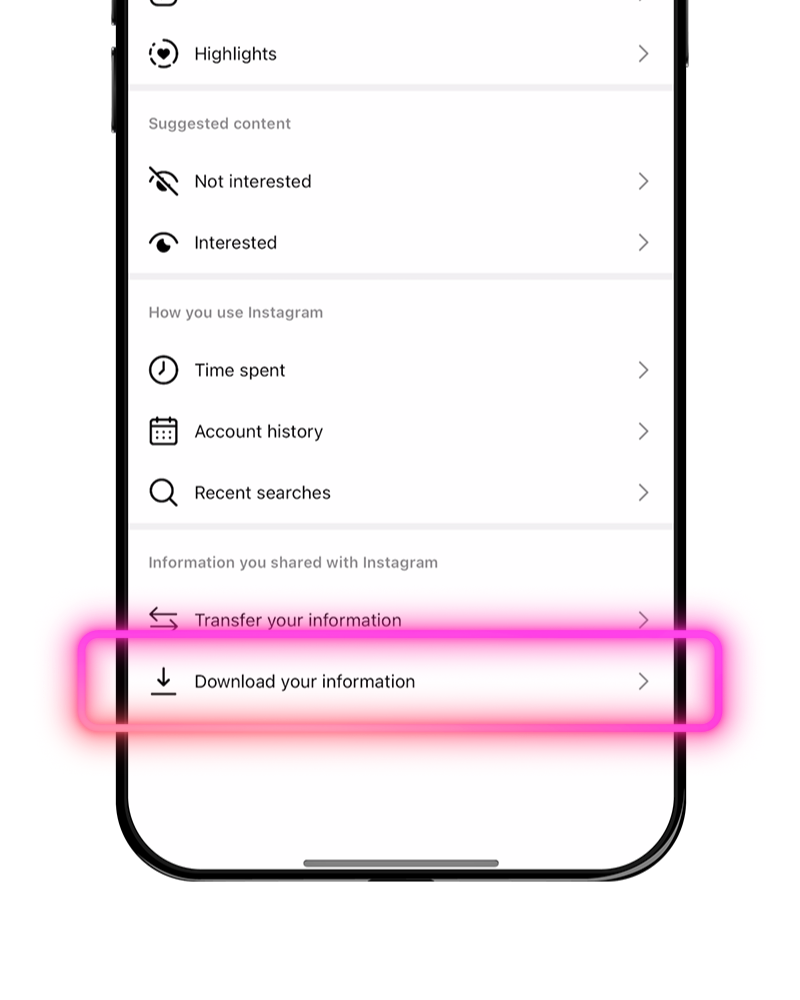 Highlights
Suggested content
Not interested
Interested
How you use Instagram
Time spent
Account history
Recent searches
Information you shared with Instagram
Transfer your information
Download your information